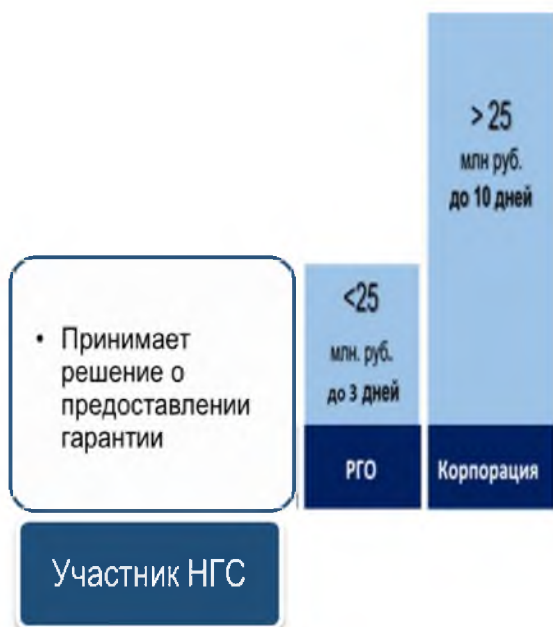 > 25
млн руб.
до 10 дней
<25
млн. руб.
до 3 дней
• Принимает
решение о
предоставлении
гарантии
РГО
Корпорация
Участник НГС